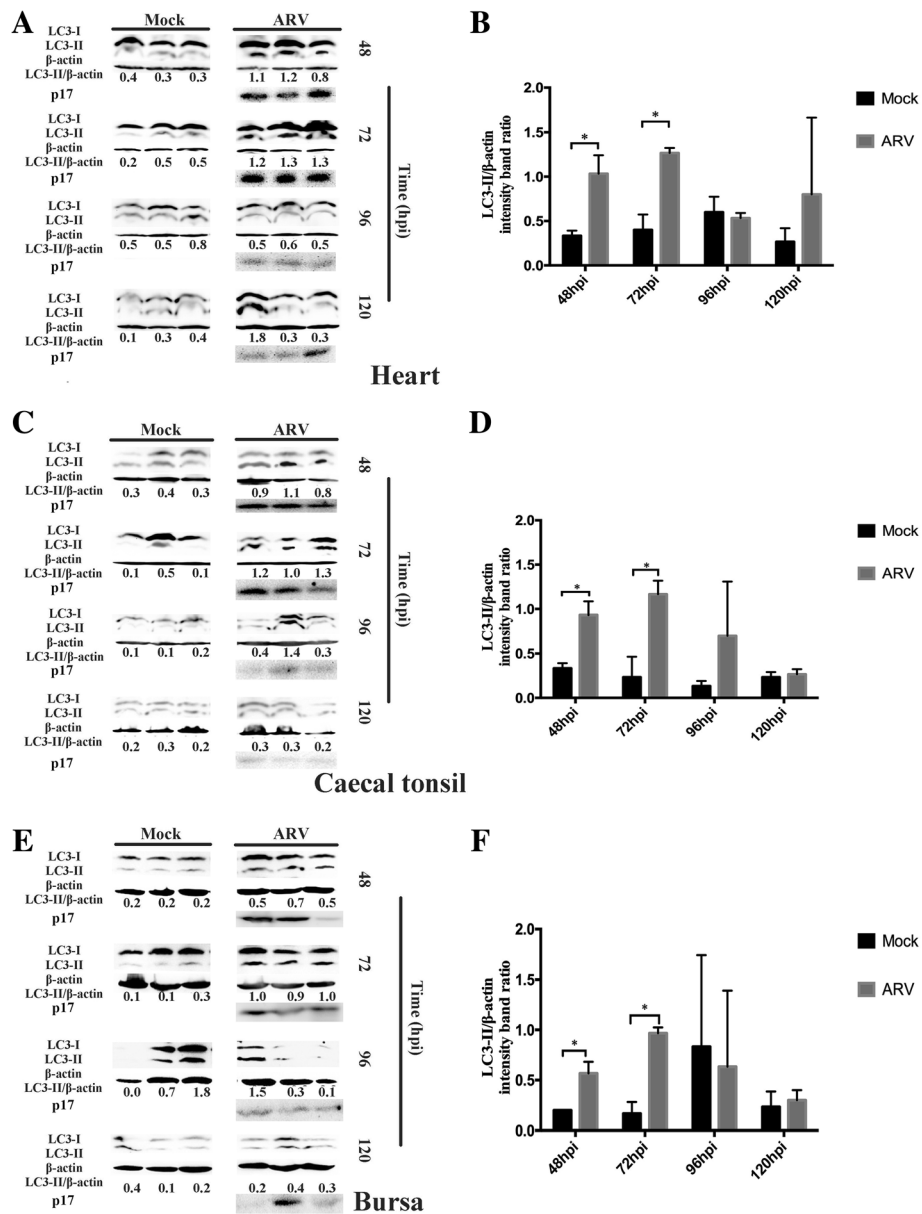 A
Mock
ARV
LC3-I
LC3-II
β-actin
LC3-II/β-actin
0.4 0.3 0.3
1.1 1.2 0.8
48
p17
LC3-I
LC3-II
β-actin
LC3-II/β-actin
0.2 0.5 0.5
1.2 1.3 1.3
72
p17
LC3-I
LC3-II
β-actin
LC3-II/β-actin
0.5 0.5 0.8
0.5 0.6 0.5
96
p17
LC3-I
LC3-II
β-actin
LC3-II/β-actin
0.1 0.3 0.4
1.8 0.3 0.3
120
p17
Time (hpi)
Heart
B
LC3-II/β-actin
intensity band ratio
2.0
1.5
1.0
0.5
0.0
*
*
48hpi
72hpi
96hpi
120hpi
Mock
ARV
C
Mock
ARV
LC3-I
LC3-II
β-actin
LC3-II/β-actin
0.3 0.4 0.3
0.9 1.1 0.8
48
p17
LC3-I
LC3-II
β-actin
LC3-II/β-actin
0.1 0.5 0.1
1.2 1.0 1.3
72
p17
LC3-I
LC3-II
β-actin
LC3-II/β-actin
0.1 0.1 0.2
0.4 1.4 0.3
96
p17
LC3-I
LC3-II
β-actin
LC3-II/β-actin
0.2 0.3 0.2
0.3 0.3 0.2
120
p17
Time (hpi)
Caecal tonsil
D
LC3-II/β-actin
intensity band ratio
2.0
1.5
1.0
0.5
0.0
*
*
48hpi
72hpi
96hpi
120hpi
Mock
ARV
E
Mock
ARV
LC3-I
LC3-II
β-actin
LC3-II/β-actin
0.2 0.2 0.2
0.5 0.7 0.5
48
p17
LC3-I
LC3-II
β-actin
LC3-II/β-actin
0.1 0.1 0.3
1.0 0.9 1.0
72
p17
LC3-I
LC3-II
β-actin
LC3-II/β-actin
0.0 0.7 1.8
1.5 0.3 0.1
96
p17
LC3-I
LC3-II
β-actin
LC3-II/β-actin
0.4 0.1 0.2
0.2 0.4 0.3
120
p17
Time (hpi)
Bursa
F
LC3-II/β-actin
intensity band ratio
2.0
1.5
1.0
0.5
0.0
*
*
48hpi
72hpi
96hpi
120hpi
Mock
ARV